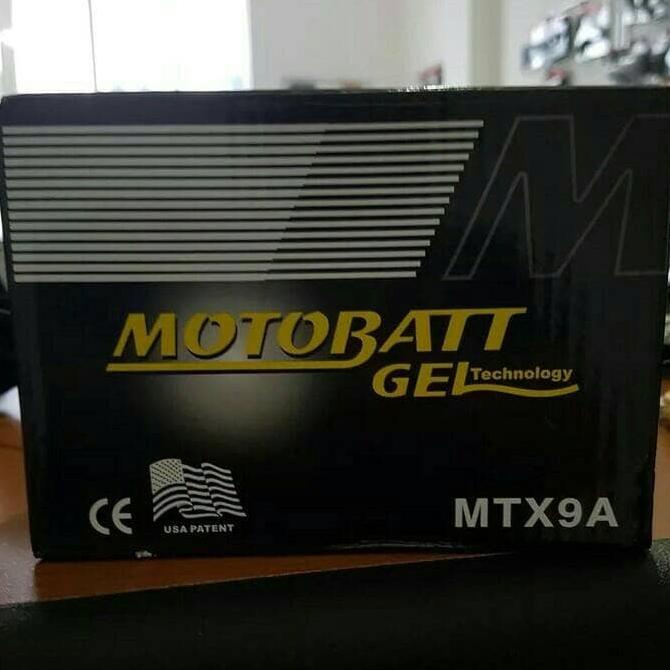 M
MOTOBATT
GEL Technology
CE
USA PATENT
MTX9A